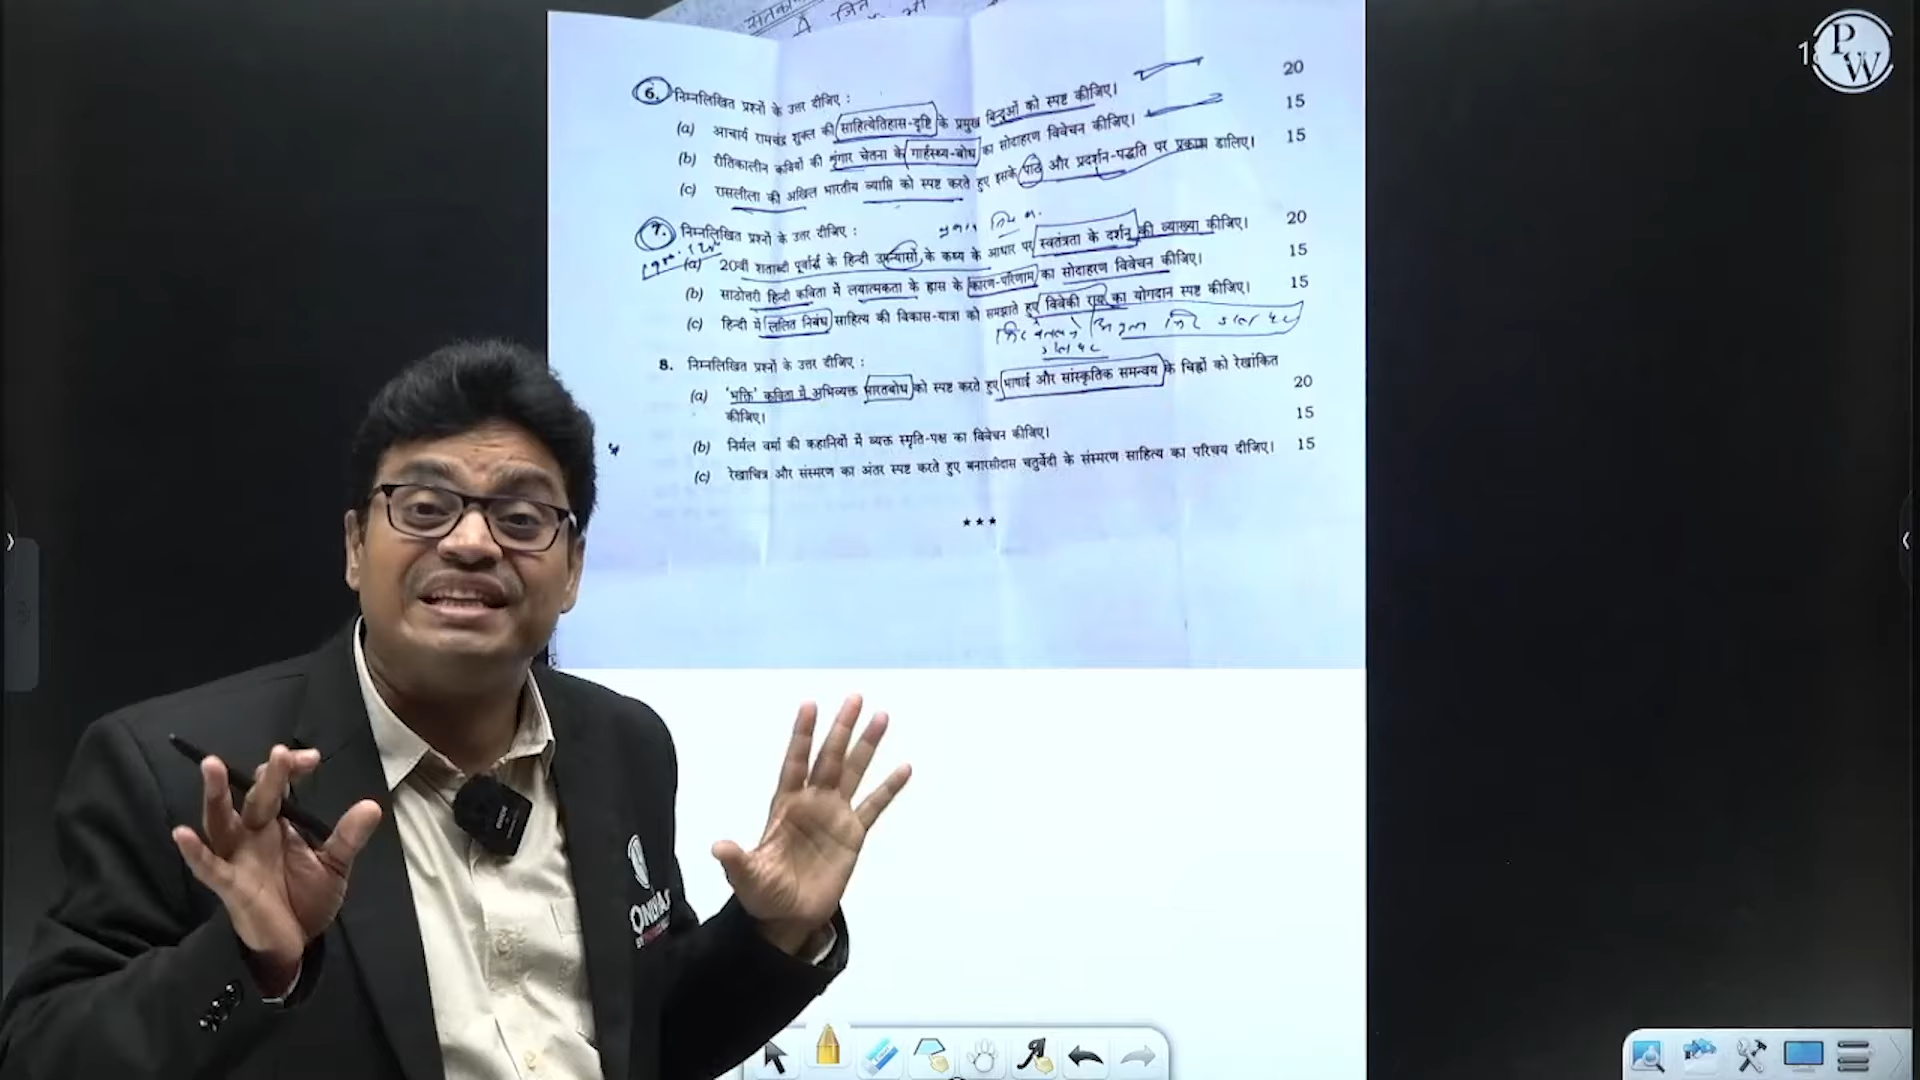 PW
20
6. निम्नलिखित प्रश्नों के उत्तर दीजिए :
(a) आचार्य रामचंद्र शुक्ल की साहित्येतिहास-दृष्टि के प्रमुख बिन्दुओं को स्पष्ट कीजिए। 15
(b) रीतिकालीन कवियों की शृंगार चेतना के गार्हस्थ्य-बोध का सोदाहरण विवेचन कीजिए। 15
(c) रासलीला की अखिल भारतीय व्याप्ति को स्पष्ट करते हुए इसके पाठ और प्रदर्शन-पद्धति पर प्रकाश डालिए।
7. निम्नलिखित प्रश्नों के उत्तर दीजिए :
(a) 20वीं शताब्दी पूर्वार्द्ध के हिन्दी उपन्यासों के कथ्य के आधार पर स्वतंत्रता के दर्शन की व्याख्या कीजिए। 20
(b) साठोत्तरी हिन्दी कविता में लयात्मकता के ह्रास के कारण-परिणाम का सोदाहरण विवेचन कीजिए। 15
(c) हिन्दी में ललित निबंध साहित्य की विकास-यात्रा को समझाते हुए विवेकी राय का योगदान स्पष्ट कीजिए। 15
8. निम्नलिखित प्रश्नों के उत्तर दीजिए :
(a) 'भक्ति' कविता में अभिव्यक्त भारतबोध को स्पष्ट करते हुए भाषाई और सांस्कृतिक समन्वय के चिह्नों को रेखांकित
कीजिए। 20
(b) निर्मल वर्मा की कहानियों में व्यक्त स्मृति-पक्ष का विवेचन कीजिए। 15
(c) रेखाचित्र और संस्मरण का अंतर स्पष्ट करते हुए बनारसीदास चतुर्वेदी के संस्मरण साहित्य का परिचय दीजिए। 15
★★★